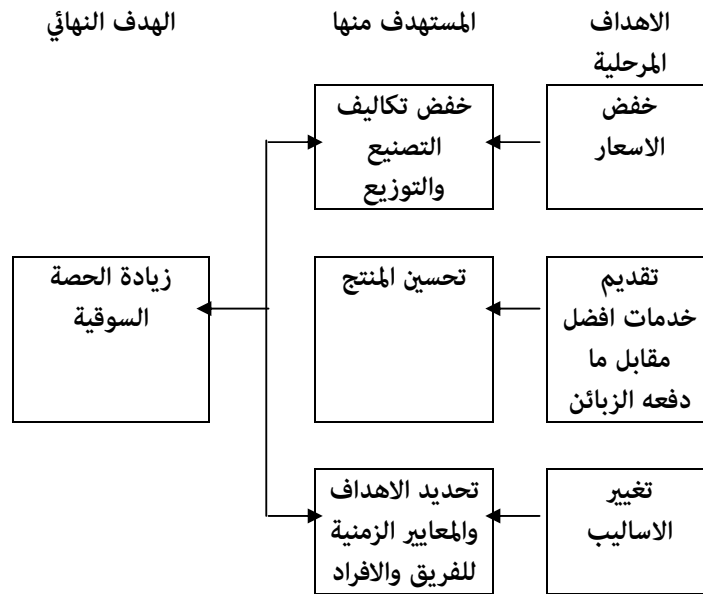 الاهداف
المرحلية
المستهدف منها
الهدف النهائي
خفض
الاسعار
خفض تكاليف
التصنيع
والتوزيع
تقديم
خدمات افضل
مقابل ما
دفعه الزبائن
تحسين المنتج
زيادة الحصة
السوقية
تغيير
الاساليب
تحديد الاهداف
والمعايير الزمنية
للفريق والافراد